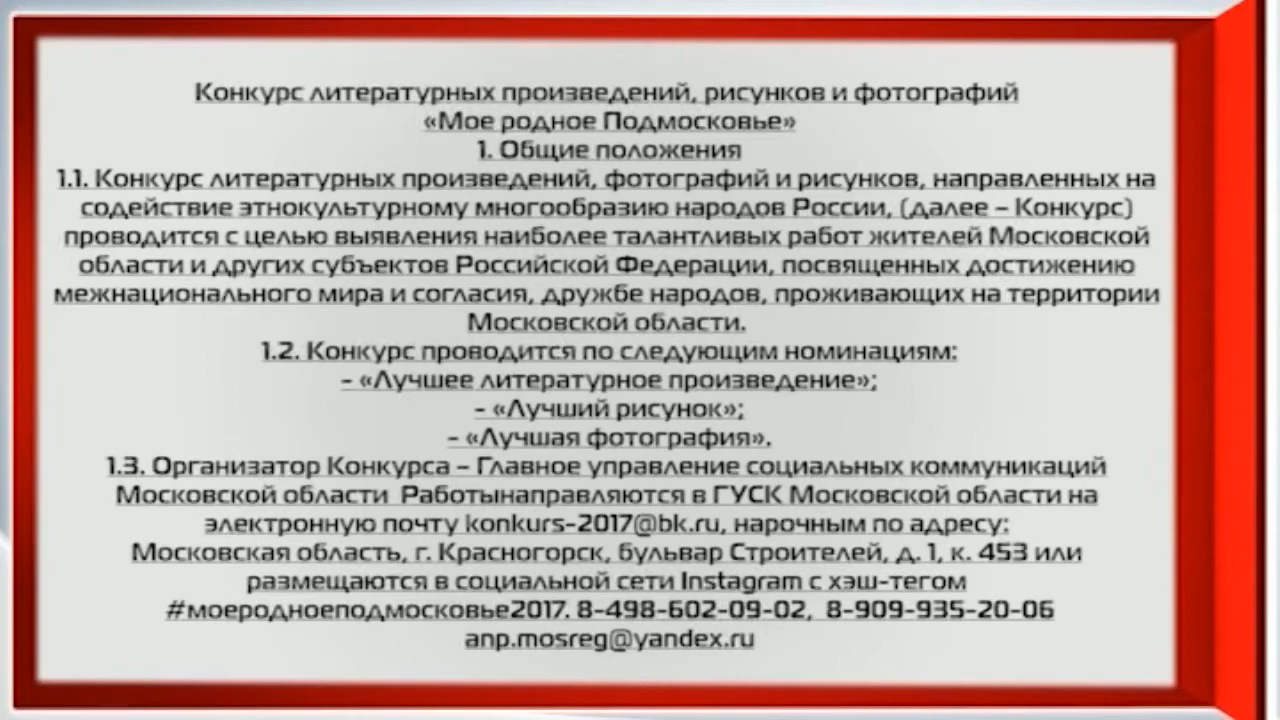 Конкурс литературных произведений, рисунков и фотографий
«Мое родное Подмосковье»
1. Общие положения
1.1. Конкурс литературных произведений, фотографий и рисунков, направленных на
содействие этнокультурному многообразию народов России, (далее – Конкурс)
проводится с целью выявления наиболее талантливых работ жителей Московской
области и других субъектов Российской Федерации, посвященных достижению
межнационального мира и согласия, дружбе народов, проживающих на территории
Московской области.
1.2. Конкурс проводится по следующим номинациям:
- «Лучшее литературное произведение»;
- «Лучший рисунок»;
- «Лучшая фотография».
1.3. Организатор Конкурса – Главное управление социальных коммуникаций
Московской области  Работынаправляются в ГУСК Московской области на
электронную почту konkurs-2017@bk.ru, нарочным по адресу:
Московская область, г. Красногорск, бульвар Строителей, д. 1, к. 453 или
размещаются в социальной сети Instagram с хэш-тегом
#моеродноеподмосковье2017. 8-498-602-09-02,  8-909-935-20-06
anp.mosreg@yandex.ru